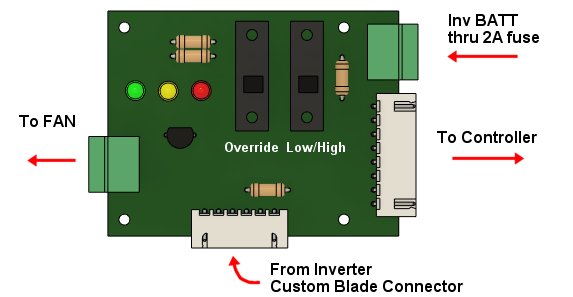 Inv BATT
thru 2A fuse
To FAN
To Controller
Override Low/High
From Inverter
Custom Blade Connector